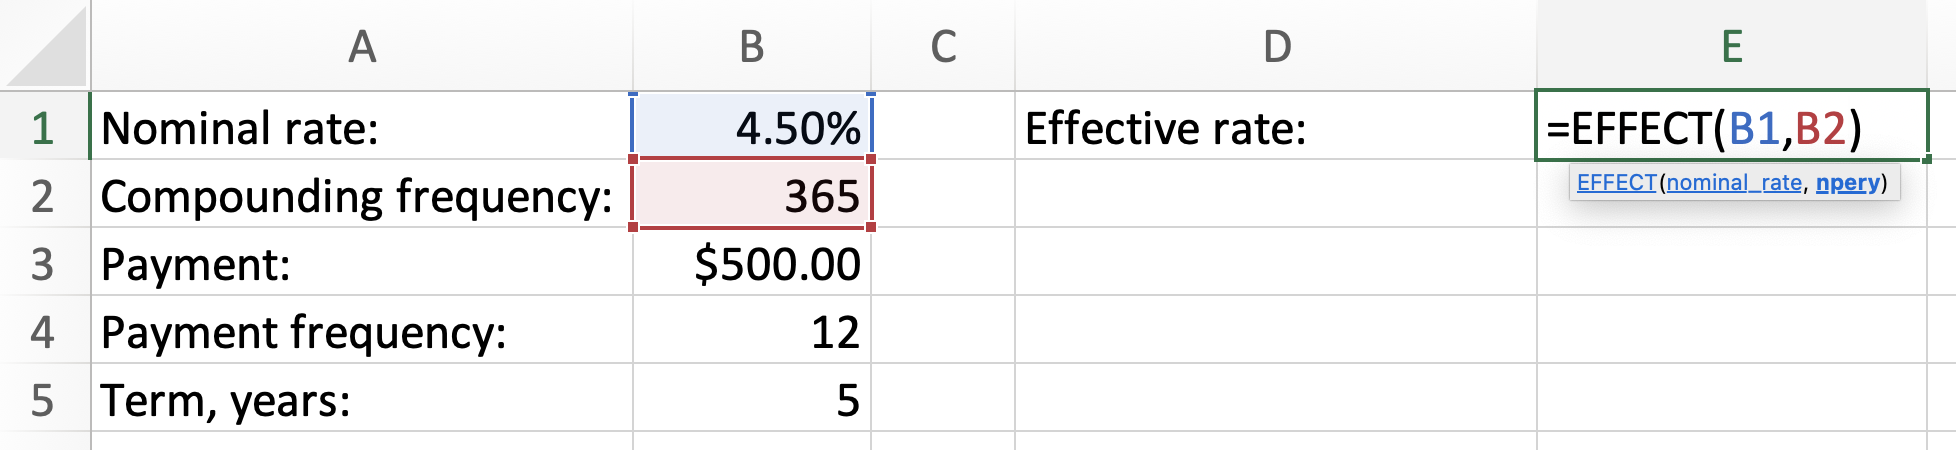 A B C D E
1 Nominal rate: 4.50% Effective rate: =EFFECT(B1,B2)
2 Compounding frequency: 365 EFFECT(nominal_rate, npery)
3 Payment: $500.00
4 Payment frequency: 12
5 Term, years: 5